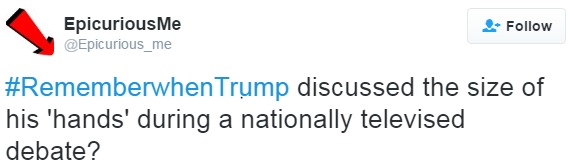 EpicuriousMe
@Epicurious_me
Follow
#RememberwhenTrump discussed the size of
his 'hands' during a nationally televised
debate?